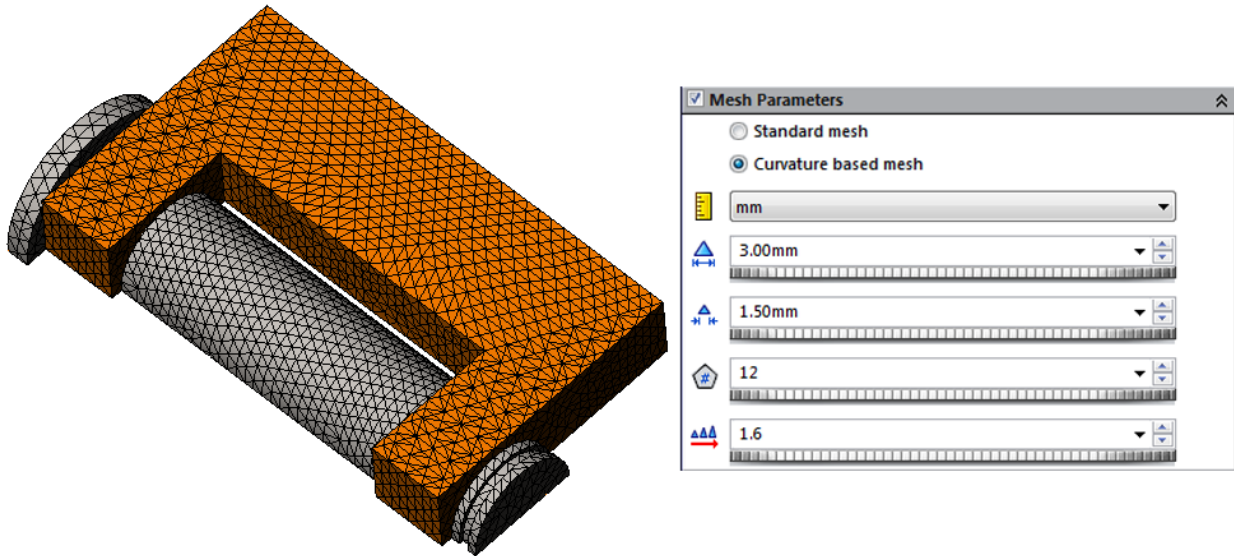 Mesh Parameters
Standard mesh
Curvature based mesh
mm
3.00mm
1.50mm
#
12
1.6